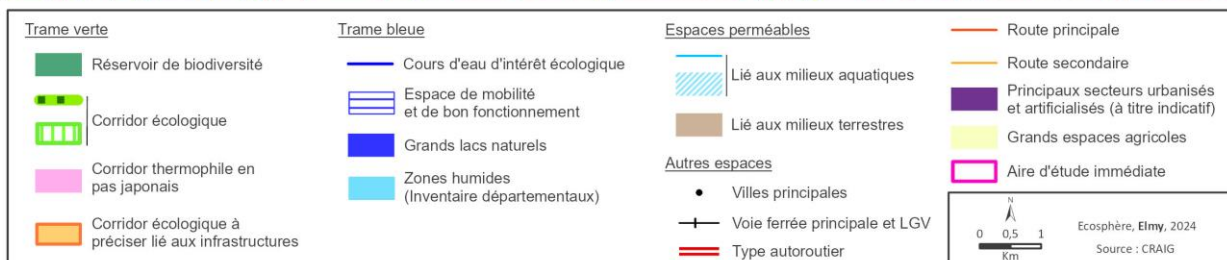 Trame verte
Réservoir de biodiversité
Corridor écologique
Corridor thermophile en
pas japonais
Corridor écologique à
préciser lié aux infrastructures
Trame bleue
Cours d'eau d'intérêt écologique
Espace de mobilité
et de bon fonctionnement
Grands lacs naturels
Zones humides
(Inventaire départementaux)
Espaces perméables
Lié aux milieux aquatiques
Lié aux milieux terrestres
Autres espaces
Villes principales
Voie ferrée principale et LGV
Type autoroutier
Route principale
Route secondaire
Principaux secteurs urbanisés
et artificialisés (à titre indicatif)
Grands espaces agricoles
Aire d'étude immédiate
N
0 0,5 1
Km
Ecosphère, Elmy, 2024
Source : CRAIG